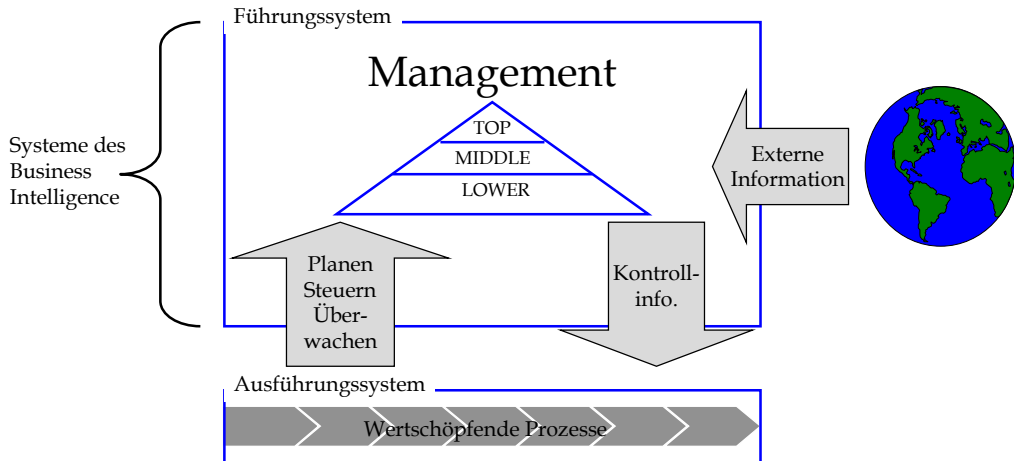 Führungssystem
Management
TOP
MIDDLE
LOWER
Systeme des
Business
Intelligence
Externe
Information
Planen
Steuern
Über-
wachen
Kontroll-
info.
Ausführungssystem
Wertschöpfende Prozesse